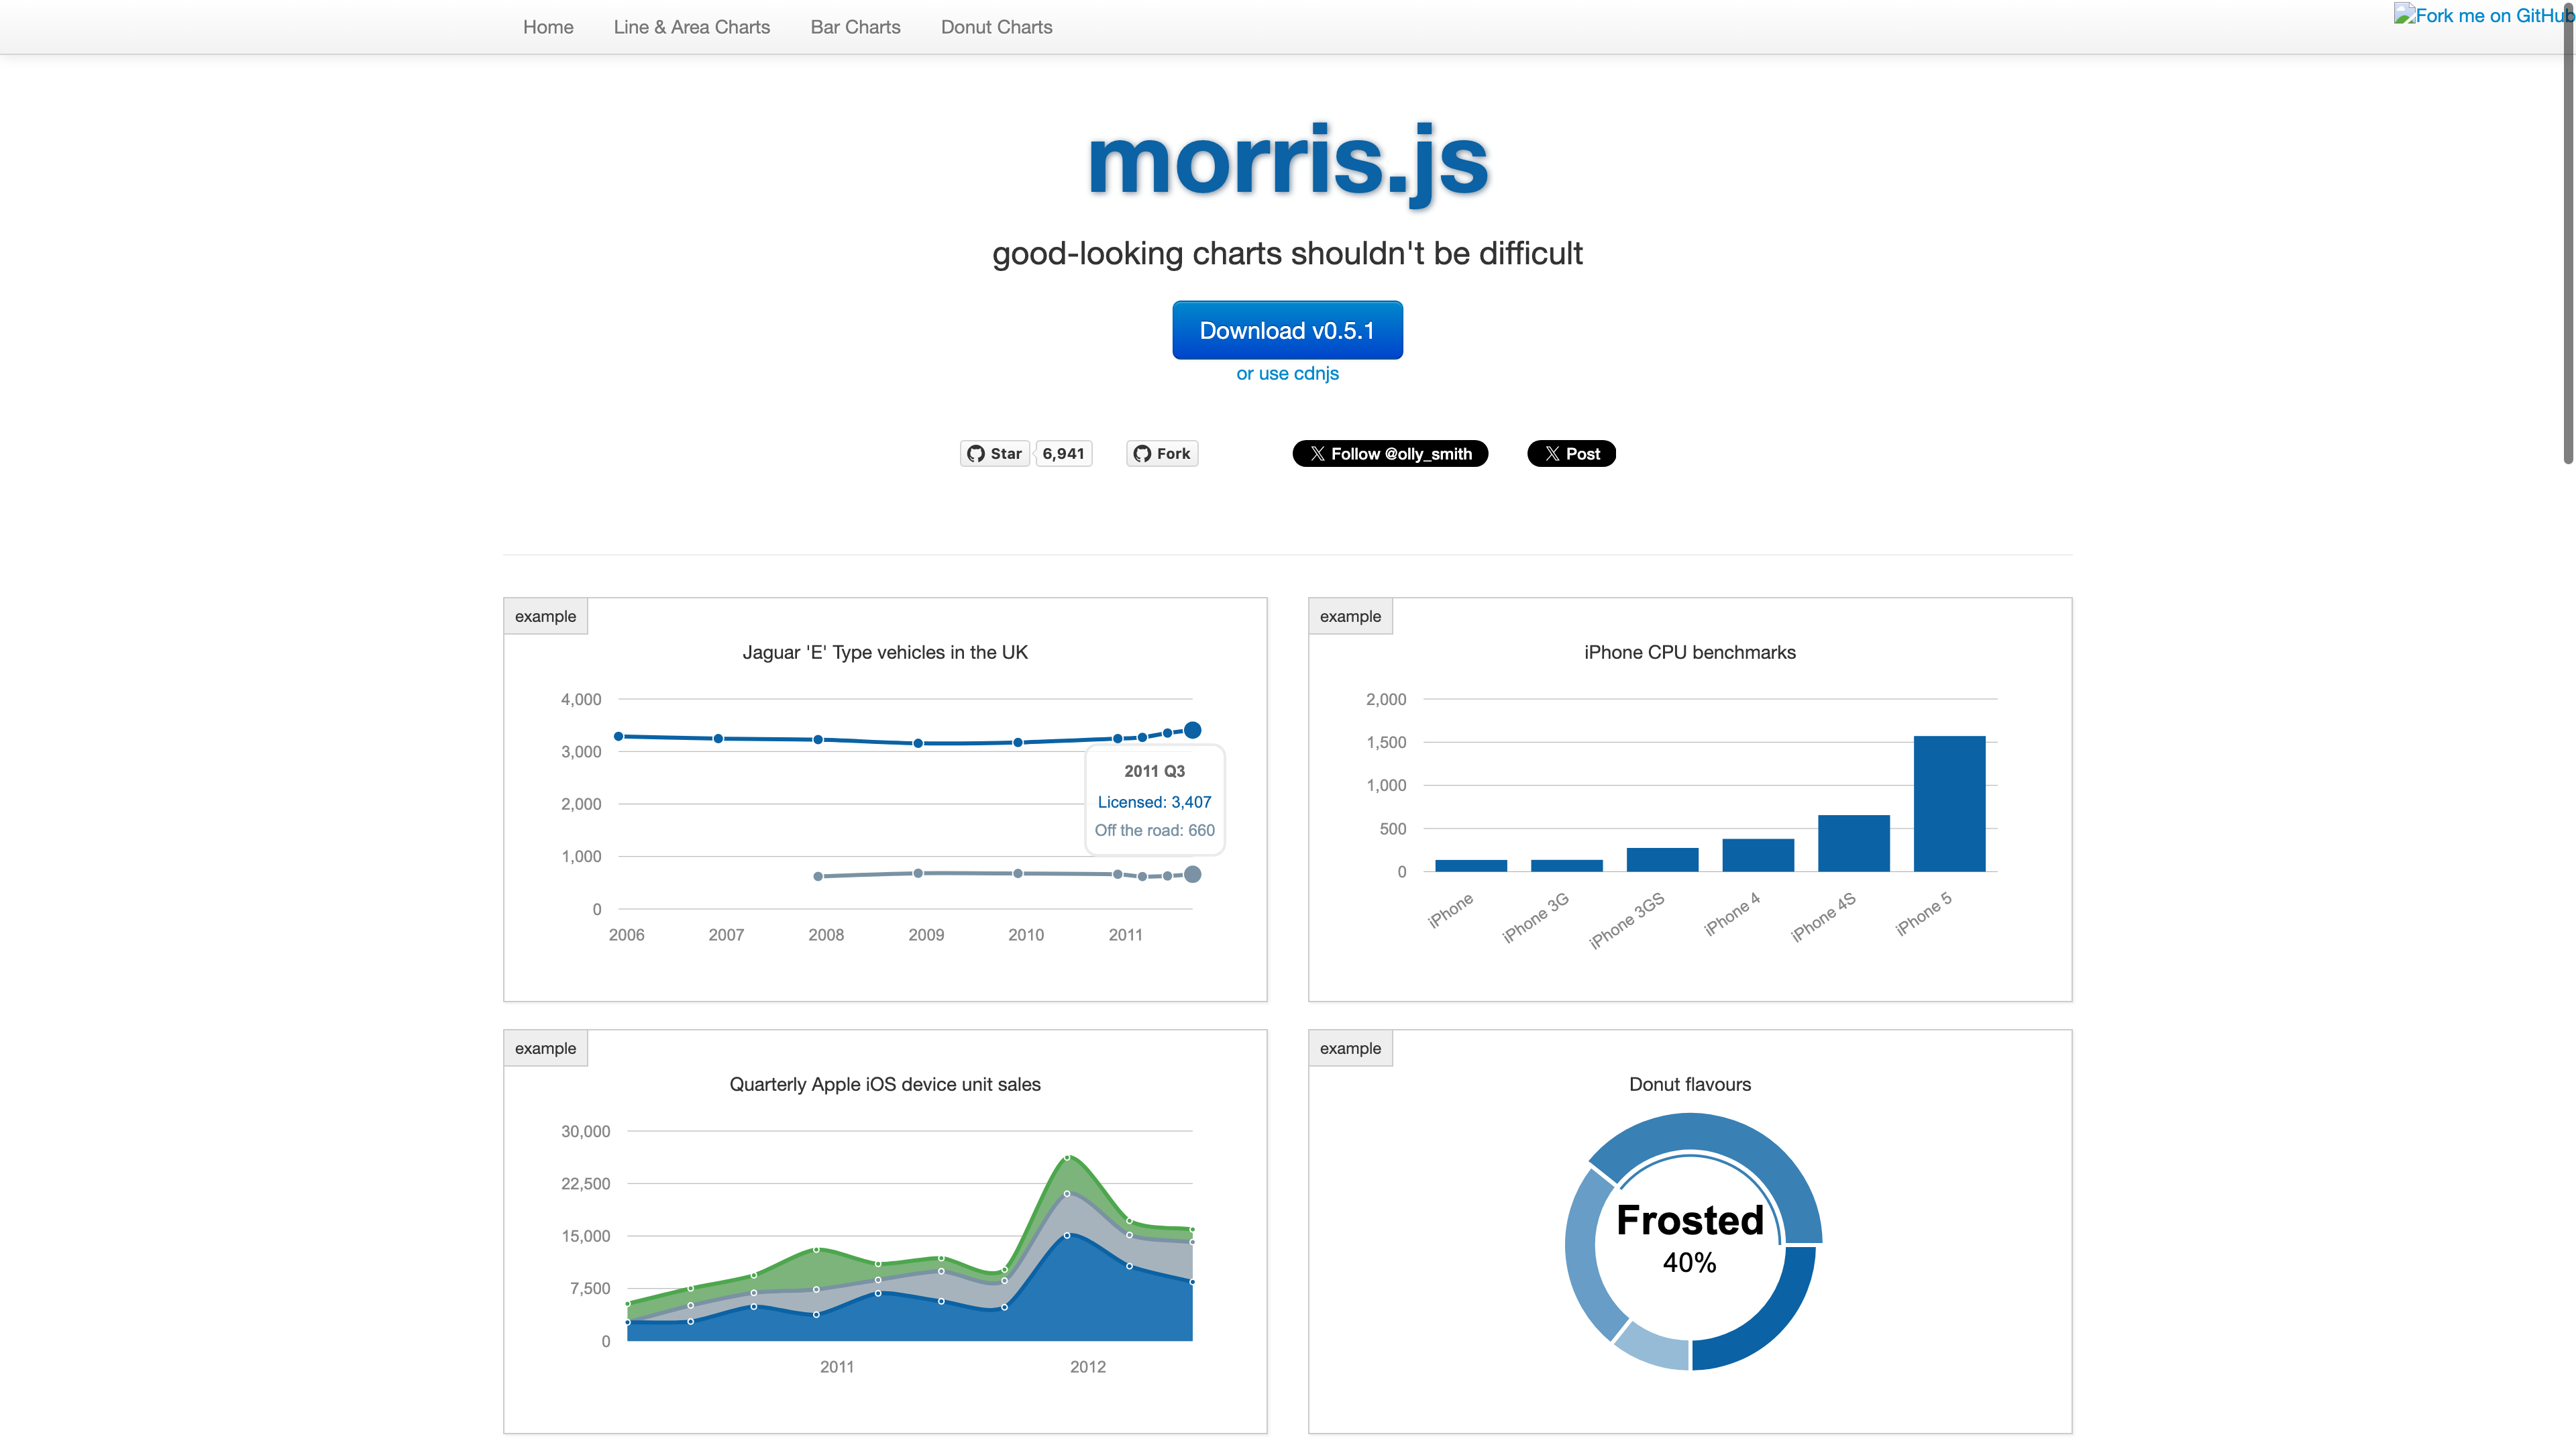 Home Line & Area Charts Bar Charts Donut Charts
Fork me on GitHub
morris.js
good-looking charts shouldn't be difficult
Download v0.5.1
or use cdnjs
Star 6,941 Fork Follow @olly_smith Post
example
Jaguar 'E' Type vehicles in the UK
4,000
3,000
2,000
1,000
0
2011 Q3
Licensed: 3,407
Off the road: 660
2006 2007 2008 2009 2010 2011
example
iPhone CPU benchmarks
2,000
1,500
1,000
500
0
iPhone iPhone 3G iPhone 3GS iPhone 4 iPhone 4S iPhone 5
example
Quarterly Apple iOS device unit sales
30,000
22,500
15,000
7,500
0
2011 2012
example
Donut flavours
Frosted
40%